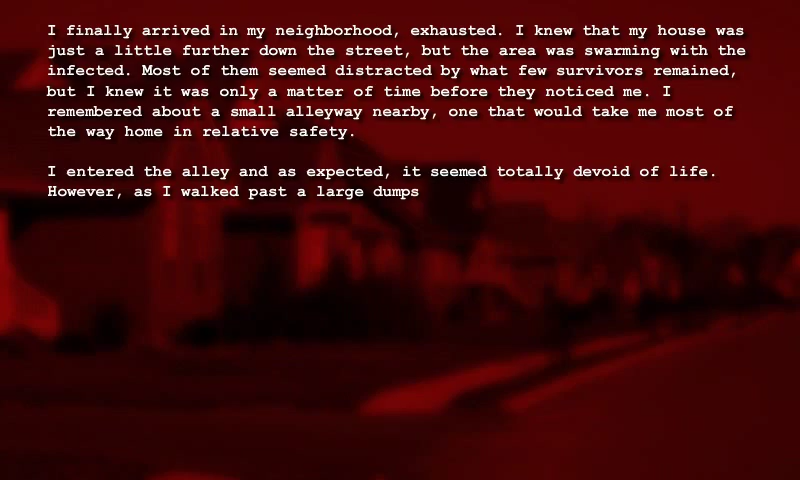 I finally arrived in my neighborhood, exhausted. I knew that my house was
just a little further down the street, but the area was swarming with the
infected. Most of them seemed distracted by what few survivors remained,
but I knew it was only a matter of time before they noticed me. I
remembered about a small alleyway nearby, one that would take me most of
the way home in relative safety.
I entered the alley and as expected, it seemed totally devoid of life.
However, as I walked past a large dumps